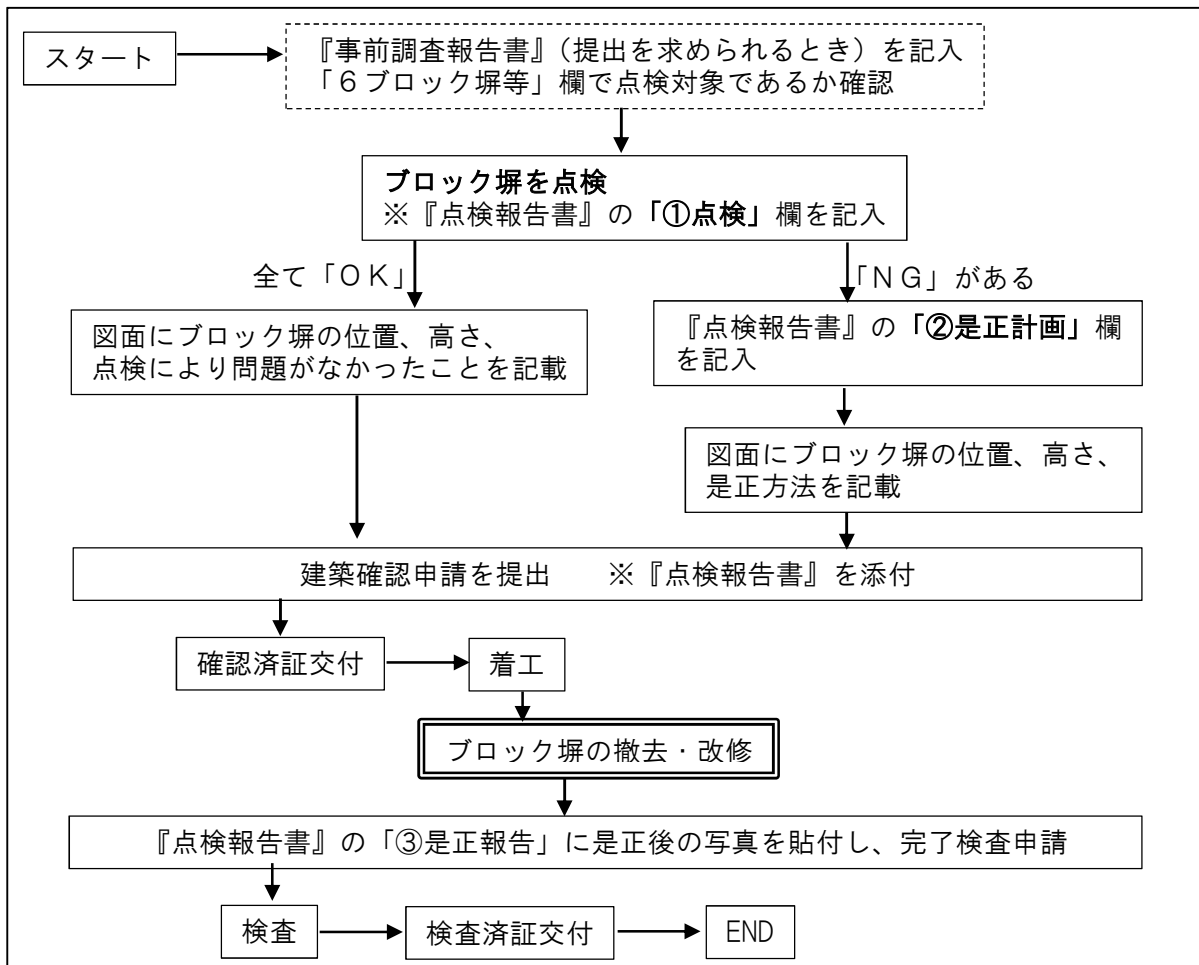 スタート
『事前調査報告書』（提出を求められるとき）を記入
「６ブロック塀等」欄で点検対象であるか確認
ブロック塀を点検
※『点検報告書』の「①点検」欄を記入
全て「ＯＫ」
「ＮＧ」がある
図面にブロック塀の位置、高さ、
点検により問題がなかったことを記載
『点検報告書』の「②是正計画」欄
を記入
図面にブロック塀の位置、高さ、
是正方法を記載
建築確認申請を提出　　※『点検報告書』を添付
確認済証交付
着工
ブロック塀の撤去・改修
『点検報告書』の「③是正報告」に是正後の写真を貼付し、完了検査申請
検査
検査済証交付
END